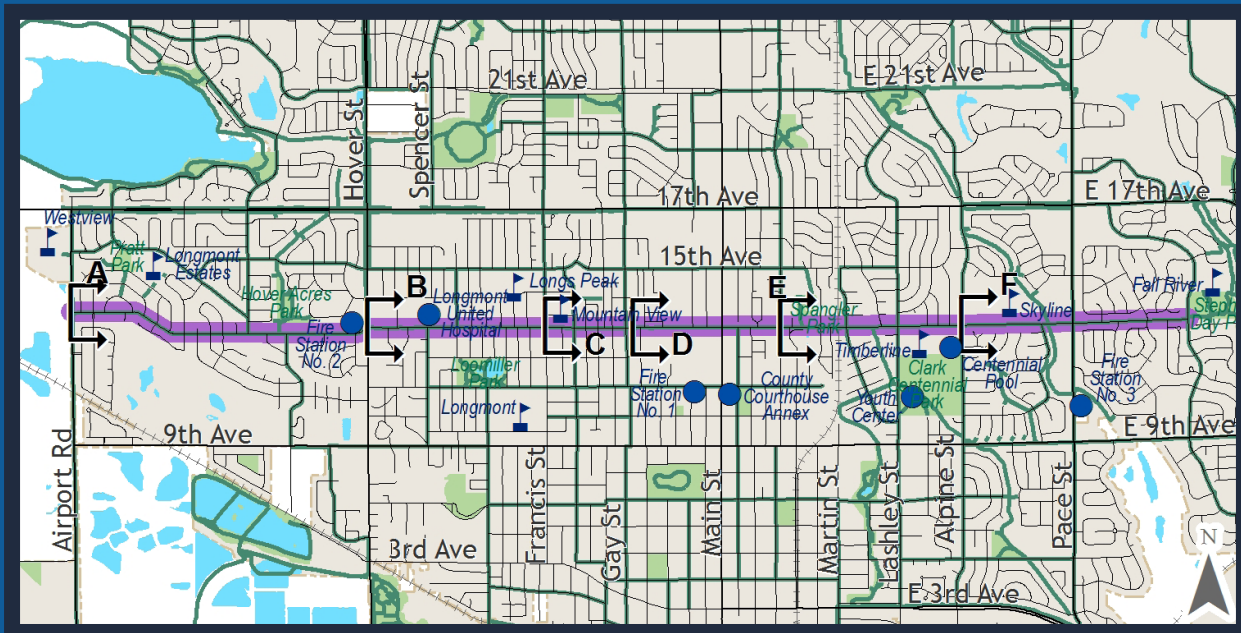 21st Ave
E 21st Ave
Hover St
Spencer St
17th Ave
E 17th Ave
Westview
Pratt
Park
Longmont
Estates
15th Ave
A
B
Longs Peak
E
F
Fall River
Hover Acres
Park
Longmont
United
Hospital
Mountain View
Spangler
Park
Skyline
Fire
Station
No. 2
C
D
Timberline
Centennial
Pool
Loomiller
Park
Fire
Station
No. 1
County
Courthouse
Annex
Clark
Centennial
Park
Youth
Center
Fire
Station
No. 3
Longmont
9th Ave
E 9th Ave
Airport Rd
Francis St
Gay St
Main St
Martin St
Lashley St
Alpine St
Pace St
3rd Ave
E 3rd Ave
N